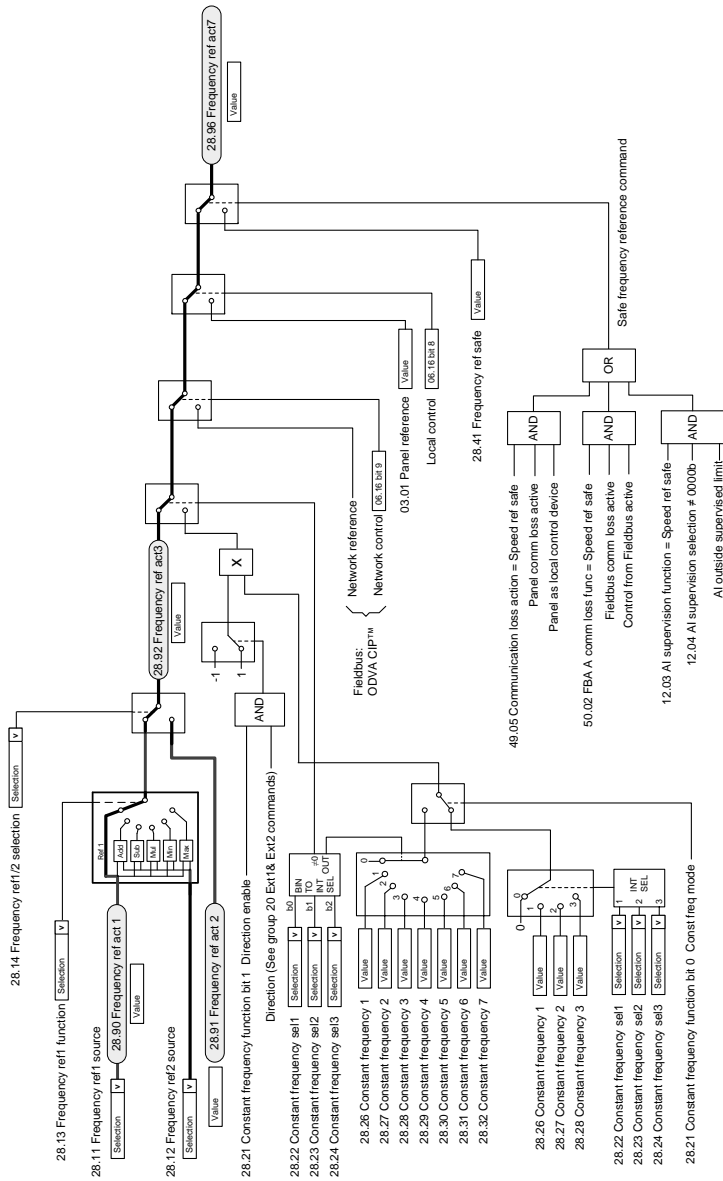 28.14 Frequency ref1/2 selection
Selection
v
28.13 Frequency ref1 function
Selection
v
Ref 1
Add
Sub
Mul
Min
Max
28.11 Frequency ref1 source
Selection
v
28.90 Frequency ref act 1
Value
28.12 Frequency ref2 source
Selection
v
Value
28.91 Frequency ref act 2
28.92 Frequency ref act3
Value
28.96 Frequency ref act7
Value
28.21 Constant frequency function bit 1 Direction enable
Direction (See group 20 Ext1& Ext2 commands)
AND
-1
1
X
28.22 Constant frequency sel1
Selection
v
28.23 Constant frequency sel2
Selection
v
28.24 Constant frequency sel3
Selection
v
b0
b1
b2
BIN
TO
INT
SEL
≠0
OUT
28.26 Constant frequency 1
Value
28.27 Constant frequency 2
Value
28.28 Constant frequency 3
Value
28.29 Constant frequency 4
Value
28.30 Constant frequency 5
Value
28.31 Constant frequency 6
Value
28.32 Constant frequency 7
Value
0
1
2
3
4
5
6
7
28.26 Constant frequency 1
Value
28.27 Constant frequency 2
Value
28.28 Constant frequency 3
Value
0
0
1
2
3
28.22 Constant frequency sel1
Selection
v
28.23 Constant frequency sel2
Selection
v
28.24 Constant frequency sel3
Selection
v
1
2
3
INT
SEL
28.21 Constant frequency function bit 0 Const freq mode
Fieldbus:
ODVA CIP™
Network reference
Network control
06.16 bit 9
03.01 Panel reference
Value
Local control
06.16 bit 8
28.41 Frequency ref safe
Value
Safe frequency reference command
49.05 Communication loss action = Speed ref safe
Panel comm loss active
Panel as local control device
AND
50.02 FBA A comm loss func = Speed ref safe
Fieldbus comm loss active
Control from Fieldbus active
AND
OR
12.03 AI supervision function = Speed ref safe
12.04 AI supervision selection ≠ 0000b
AI outside supervised limit
AND